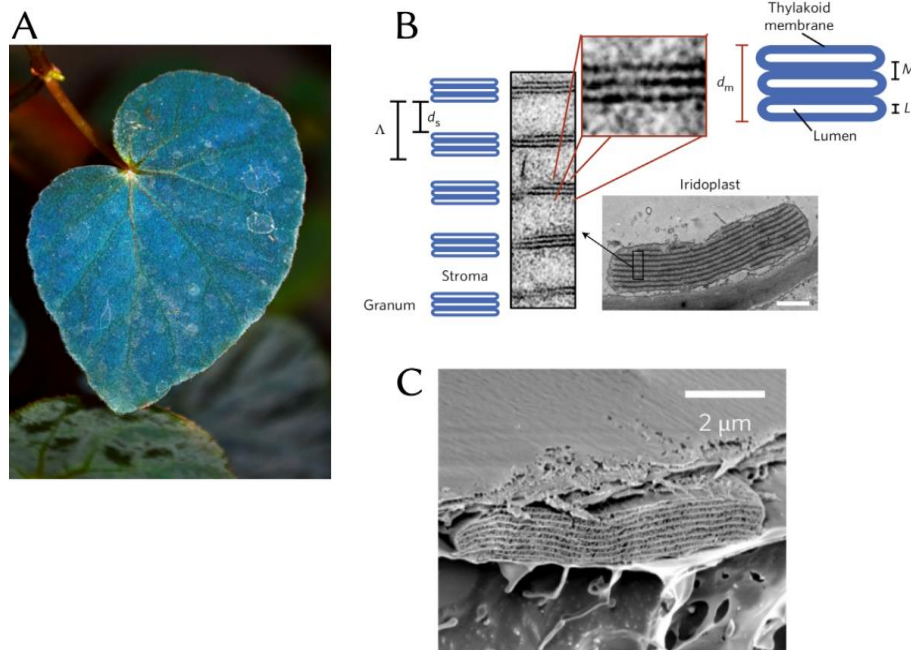 A
B
Thylakoid
membrane
M
L
Lumen
d_m
Λ
d_s
Iridoplast
Stroma
Granum
C
2 μm